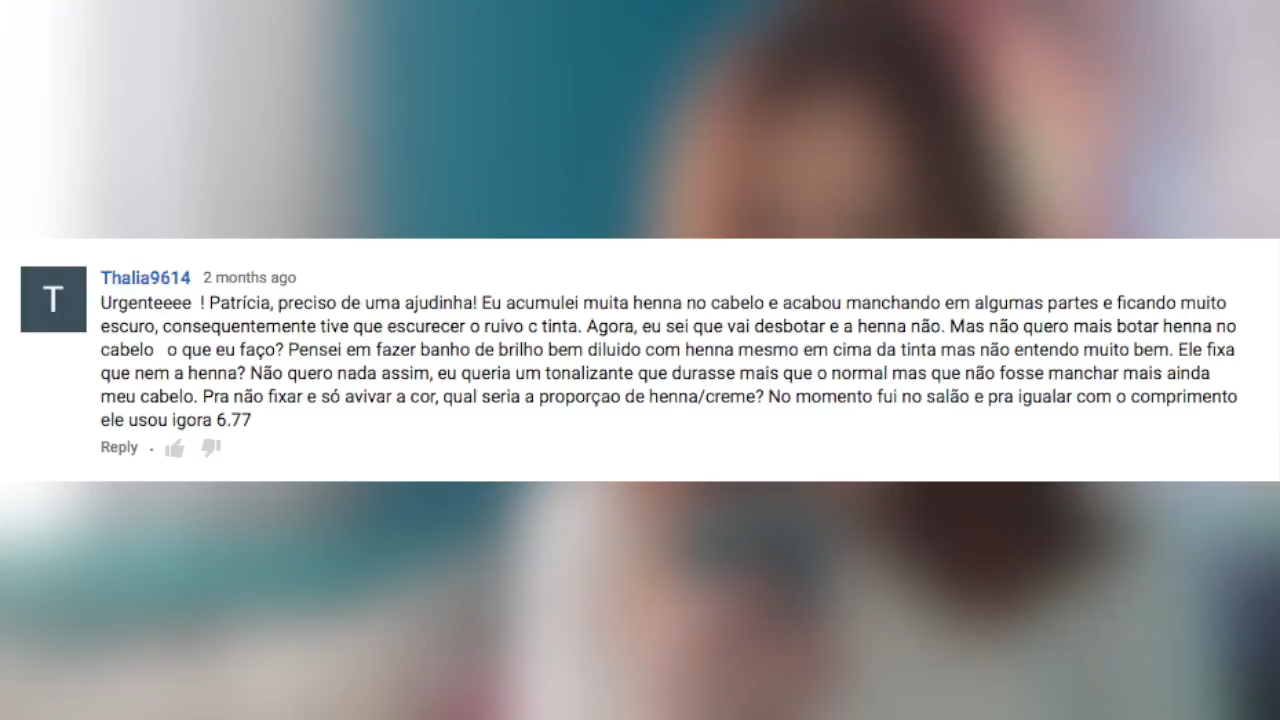 T
Thalia9614 2 months ago
Urgenteeee ! Patrícia, preciso de uma ajudinha! Eu acumulei muita henna no cabelo e acabou manchando em algumas partes e ficando muito
escuro, consequentemente tive que escurecer o ruivo c tinta. Agora, eu sei que vai desbotar e a henna não. Mas não quero mais botar henna no
cabelo o que eu faço? Pensei em fazer banho de brilho bem diluido com henna mesmo em cima da tinta mas não entendo muito bem. Ele fixa
que nem a henna? Não quero nada assim, eu queria um tonalizante que durasse mais que o normal mas que não fosse manchar mais ainda
meu cabelo. Pra não fixar e só avivar a cor, qual seria a proporçao de henna/creme? No momento fui no salão e pra igualar com o comprimento
ele usou igora 6.77
Reply .